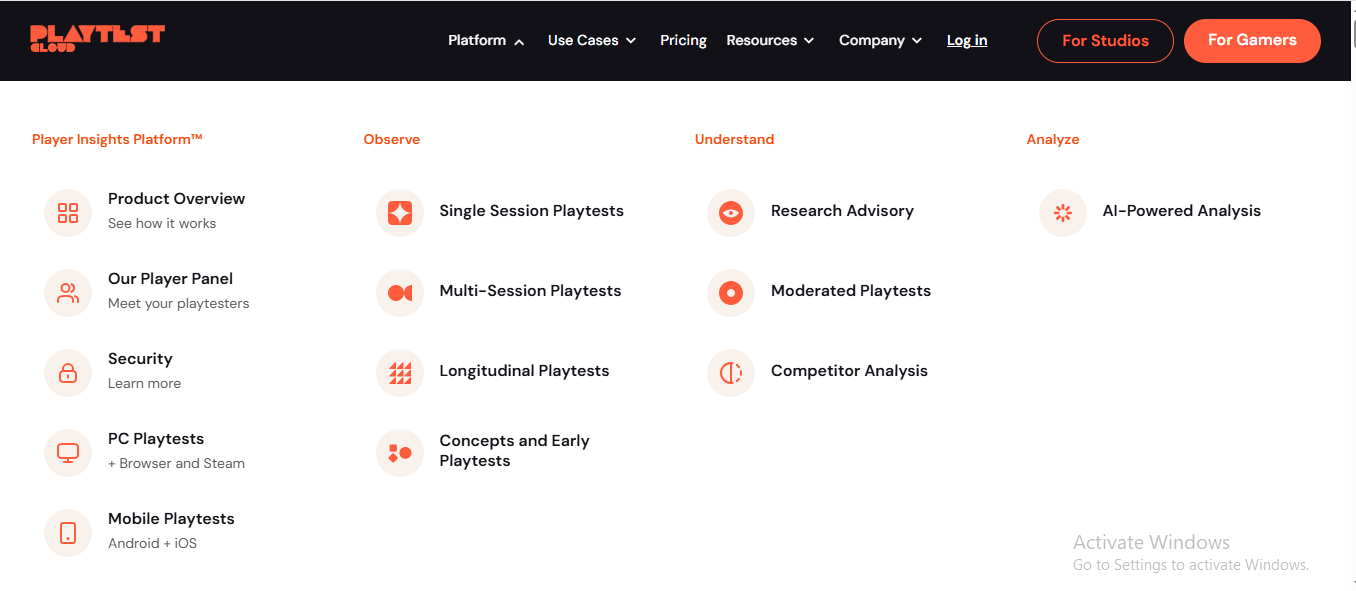 PLAYTEST
CLOUD
Platform
Use Cases
Pricing
Resources
Company
Log in
For Studios
For Gamers
Player Insights Platform™
Product Overview
See how it works
Our Player Panel
Meet your playtesters
Security
Learn more
PC Playtests
+ Browser and Steam
Mobile Playtests
Android + iOS
Observe
Single Session Playtests
Multi-Session Playtests
Longitudinal Playtests
Concepts and Early
Playtests
Understand
Research Advisory
Moderated Playtests
Competitor Analysis
Analyze
AI-Powered Analysis
Activate Windows
Go to Settings to activate Windows.